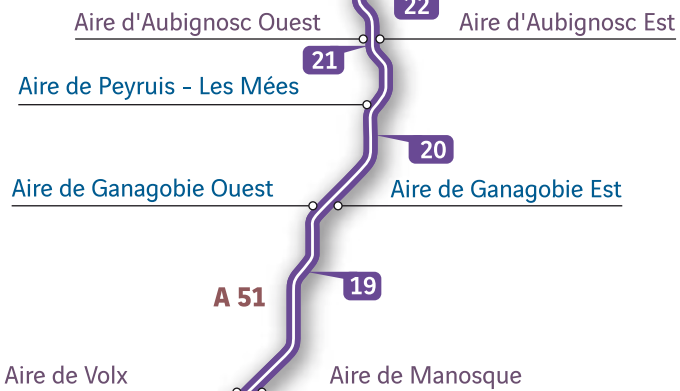 22
Aire d'Aubignosc Ouest
Aire d'Aubignosc Est
21
Aire de Peyruis - Les Mées
20
Aire de Ganagobie Ouest
Aire de Ganagobie Est
19
A 51
Aire de Volx
Aire de Manosque